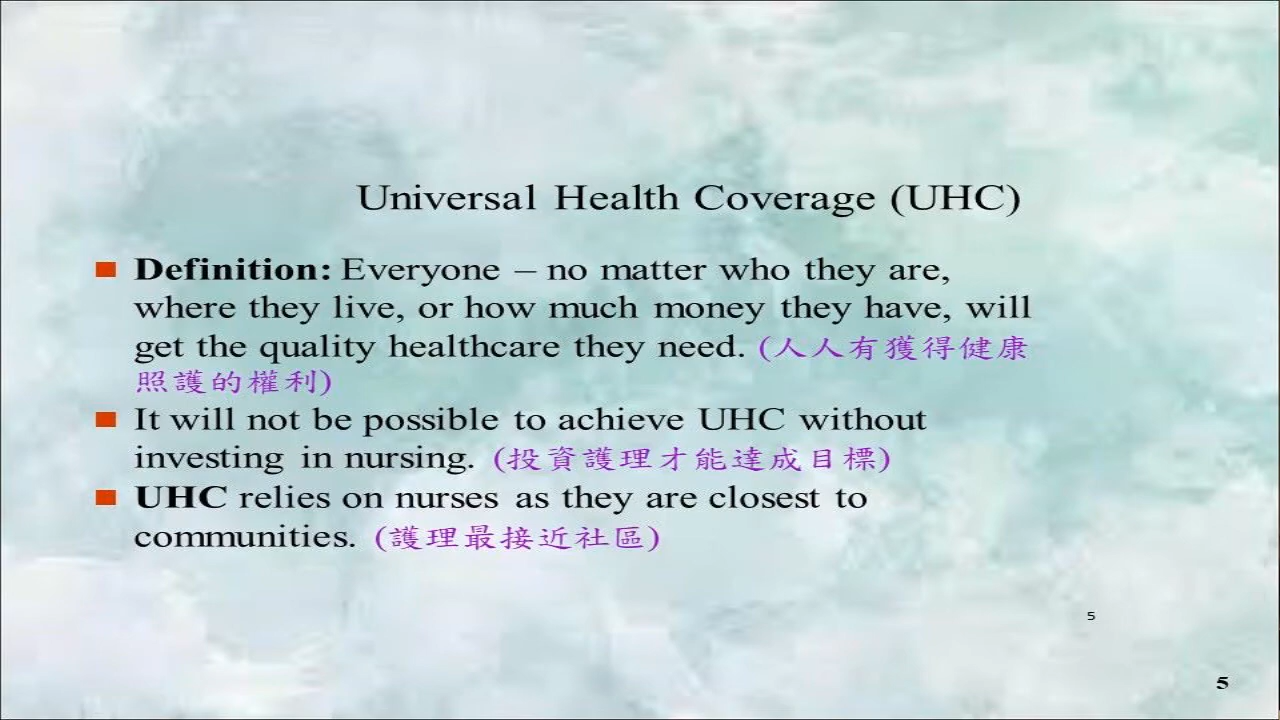 Universal Health Coverage (UHC)
Definition: Everyone – no matter who they are,
where they live, or how much money they have, will
get the quality healthcare they need. (人人有獲得健康
照護的權利)
It will not be possible to achieve UHC without
investing in nursing. (投資護理才能達成目標)
UHC relies on nurses as they are closest to
communities. (護理最接近社區)
5
5